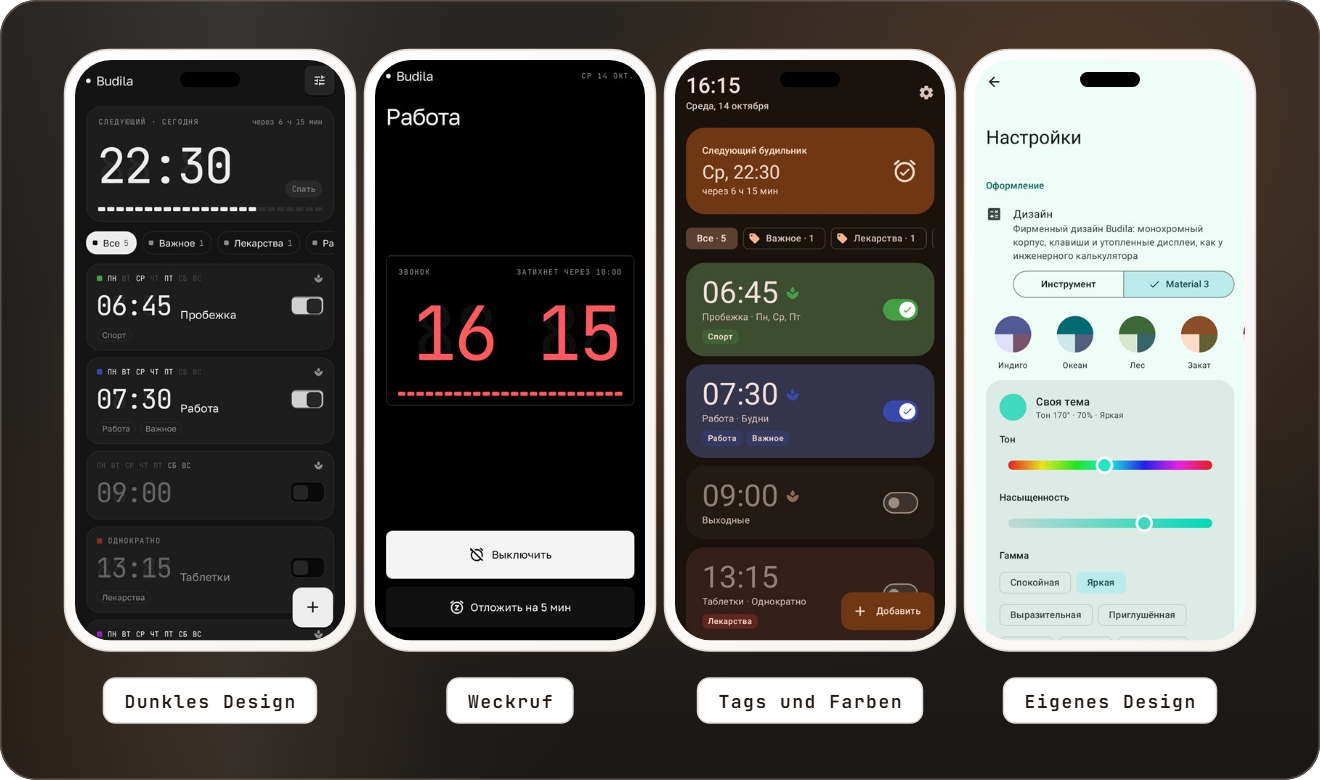 Budila
СЛЕДУЮЩИЙ · СЕГОДНЯ
через 6 ч 15 мин
22:30
Спать
Все 5
Важное 1
Лекарства 1
Ра
ПН ВТ СР ЧТ ПТ СБ ВС
06:45 Пробежка
Спорт
ПН ВТ СР ЧТ ПТ СБ ВС
07:30 Работа
Работа Важное
ПН ВТ СР ЧТ ПТ СБ ВС
09:00
ОДНОКРАТНО
13:15 Таблетки
Лекарства
+
ПН ВТ СР ЧТ ПТ СБ ВС
Dunkles Design
Budila
СР 14 ОКТ.
Работа
ЗВОНОК
ЗАТИХНЕТ ЧЕРЕЗ 10:00
16 15
Выключить
Отложить на 5 мин
Weckruf
16:15
Среда, 14 октября
Следующий будильник
Ср, 22:30
через 6 ч 15 мин
Все · 5
Важное · 1
Лекарства · 1
06:45
Пробежка · Пн, Ср, Пт
Спорт
07:30
Работа · Будни
Работа Важное
09:00
Выходные
13:15
Таблетки · Однократно
Лекарства
+ Добавить
Tags und Farben
Настройки
Оформление
Дизайн
Фирменный дизайн Budila: монохромный
корпус, клавиши и утопленные дисплеи, как у
инженерного калькулятора
Инструмент
Material 3
Индиго
Океан
Лес
Закат
Своя тема
Тон 170° · 70% · Яркая
Тон
Насыщенность
Гамма
Спокойная
Яркая
Выразительная
Приглушённая
Eigenes Design